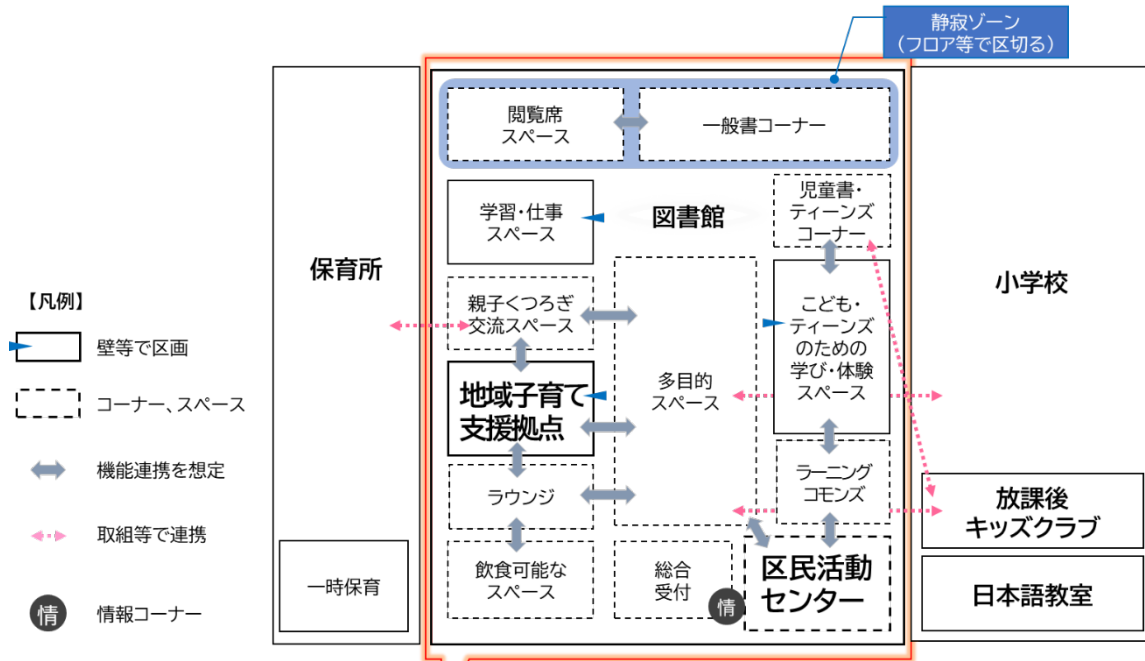 静寂ゾーン
（フロア等で区切る）
閲覧席
スペース
一般書コーナー
学習・仕事
スペース
図書館
児童書・
ティーンズ
コーナー
保育所
小学校
親子くつろぎ
交流スペース
こども・
ティーンズ
のための
学び・体験
スペース
多目的
スペース
地域子育て
支援拠点
ラウンジ
ラーニング
コモンズ
放課後
キッズクラブ
一時保育
飲食可能な
スペース
総合
受付
情
区民活動
センター
日本語教室
【凡例】
壁等で区画
コーナー、スペース
機能連携を想定
取組等で連携
情
情報コーナー